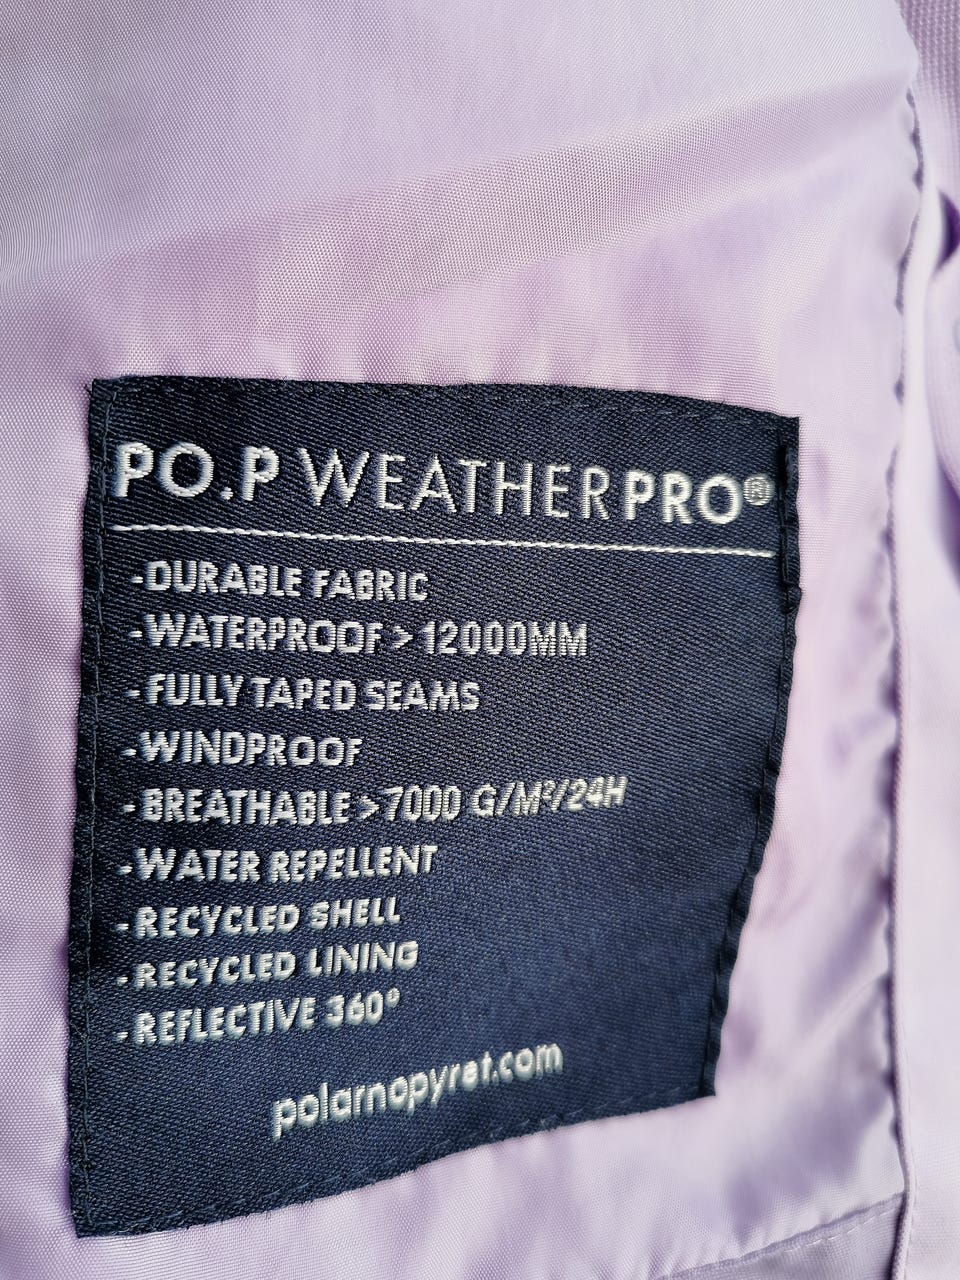 PO.P WEATHERPRO®
-DURABLE FABRIC
-WATERPROOF > 12000MM
-FULLY TAPED SEAMS
-WINDPROOF
-BREATHABLE > 7000 G/M²/24H
-WATER REPELLENT
-RECYCLED SHELL
-RECYCLED LINING
-REFLECTIVE 360°
polarnopyret.com